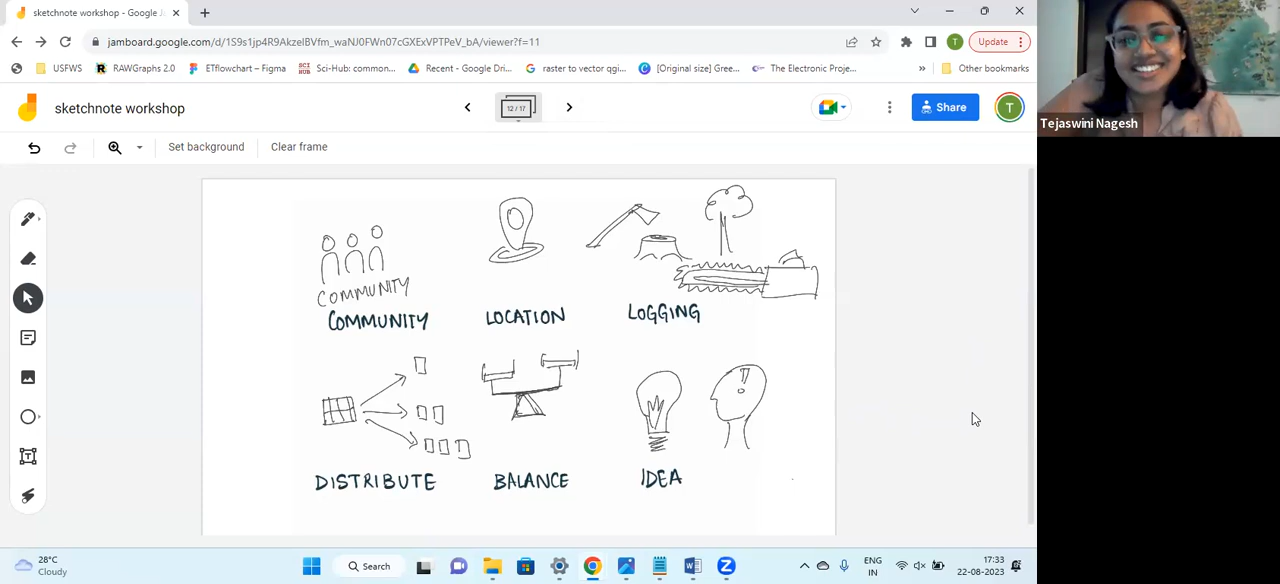 sketchnote workshop - Google Ja
jamboard.google.com/d/1S9s1jp4R9AkzelBVfm_waNJ0FWn07cGXExVPTPeV_bA/viewer?f=11
T
Update
USFWS
RAWGraphs 2.0
ETflowchart – Figma
SCI HUB
Sci-Hub: common...
Recent – Google Dri...
raster to vector qgi...
[Original size] Gree...
The Electronic Proje...
»
Other bookmarks
sketchnote workshop
12 / 17
Share
T
Set background
Clear frame
Tejaswini Nagesh
COMMUNITY
COMMUNITY
LOCATION
LOGGING
DISTRIBUTE
BALANCE
IDEA
28°C
Cloudy
Search
ENG
IN
17:33
22-08-2023